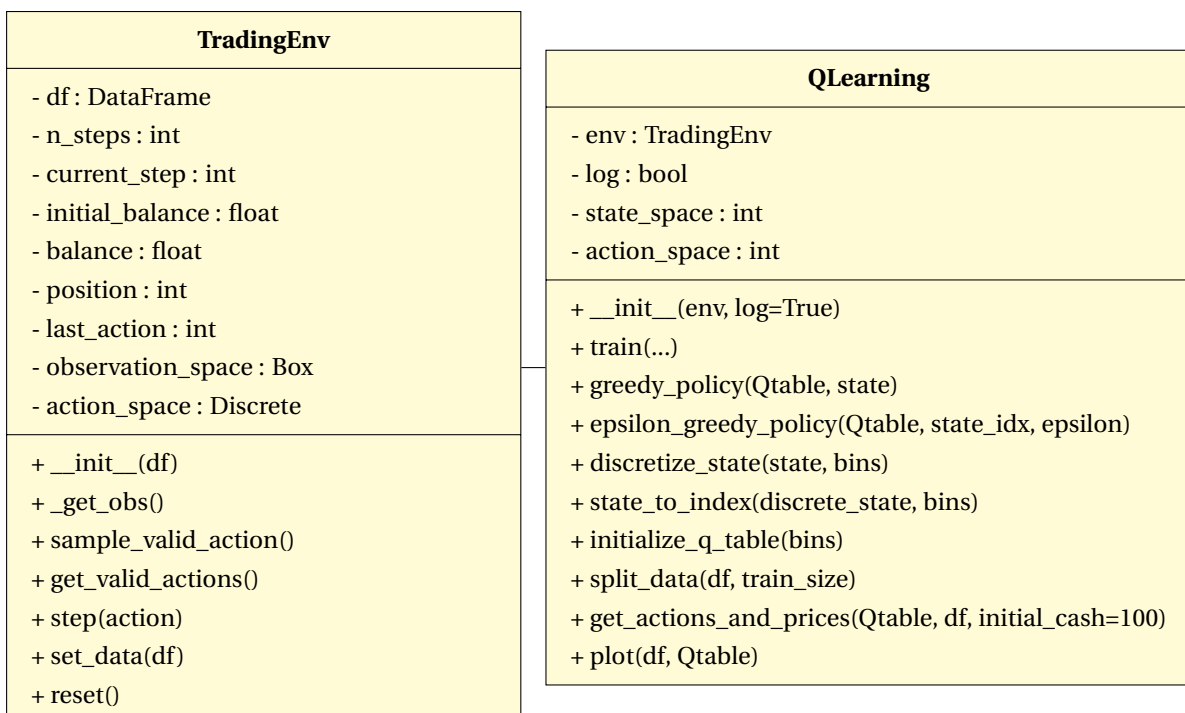 TradingEnv
- df : DataFrame
- n_steps : int
- current_step : int
- initial_balance : float
- balance : float
- position : int
- last_action : int
- observation_space : Box
- action_space : Discrete
+ __init__(df)
+ _get_obs()
+ sample_valid_action()
+ get_valid_actions()
+ step(action)
+ set_data(df)
+ reset()
QLearning
- env : TradingEnv
- log : bool
- state_space : int
- action_space : int
+ __init__(env, log=True)
+ train(...)
+ greedy_policy(Qtable, state)
+ epsilon_greedy_policy(Qtable, state_idx, epsilon)
+ discretize_state(state, bins)
+ state_to_index(discrete_state, bins)
+ initialize_q_table(bins)
+ split_data(df, train_size)
+ get_actions_and_prices(Qtable, df, initial_cash=100)
+ plot(df, Qtable)